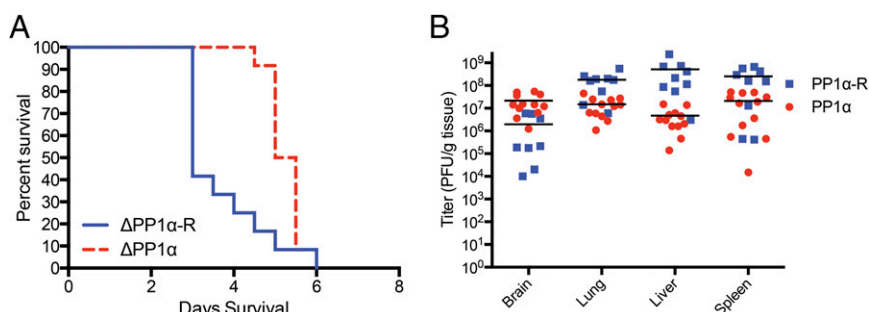 A
100
90
80
70
60
50
40
30
20
10
0
Percent survival
ΔPP1α-R
ΔPP1α
0 2 4 6 8
Days Survival
B
10⁹
10⁸
10⁷
10⁶
10⁵
10⁴
10³
10²
10¹
10⁰
Titer (PFU/g tissue)
PP1α-R
PP1α
Brain
Lung
Liver
Spleen